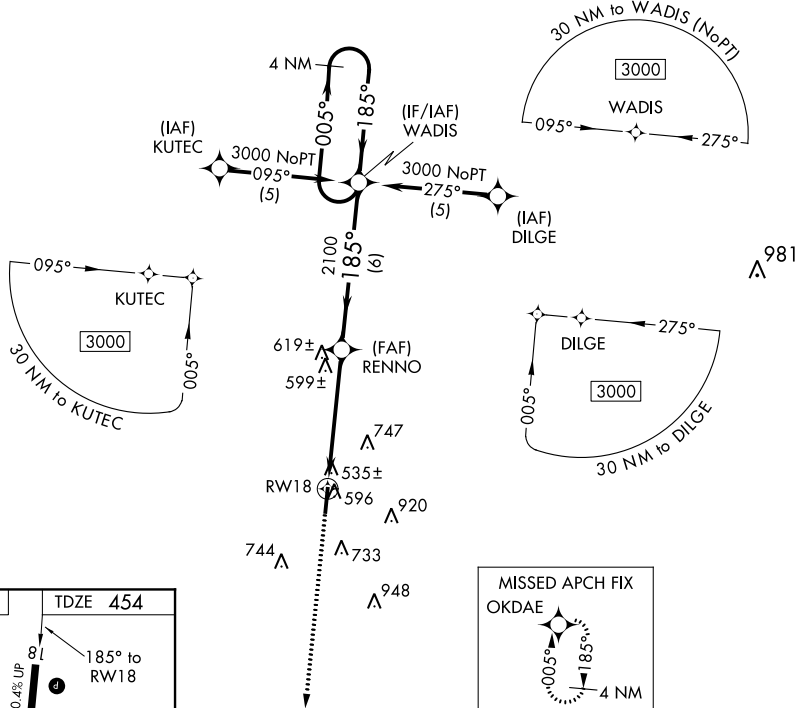 30 NM to WADIS (NoPT)
3000
WADIS
095°
275°
4 NM
005°
185°
(IF/IAF)
WADIS
(IAF)
KUTEC
3000 NoPT
095°
(5)
3000 NoPT
275°
(5)
(IAF)
DILGE
2100
185°
(6)
981
095°
KUTEC
3000
005°
30 NM to KUTEC
275°
DILGE
3000
005°
30 NM to DILGE
619±
599±
(FAF)
RENNO
747
535±
RW18
596
920
744
733
948
TDZE 454
185° to
RW18
18
0.4% UP
P
MISSED APCH FIX
OKDAE
005°
185°
4 NM